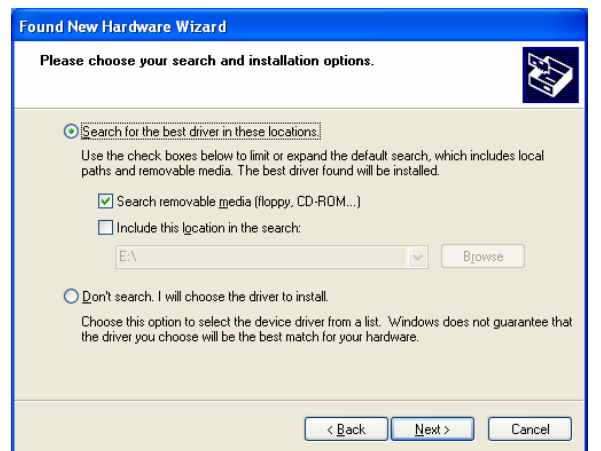 Found New Hardware Wizard
Please choose your search and installation options.
Search for the best driver in these locations.
Use the check boxes below to limit or expand the default search, which includes local
paths and removable media. The best driver found will be installed.
Search removable media (floppy, CD-ROM...)
Include this location in the search:
E:\
Browse
Don't search. I will choose the driver to install.
Choose this option to select the device driver from a list. Windows does not guarantee that
the driver you choose will be the best match for your hardware.
< Back
Next >
Cancel